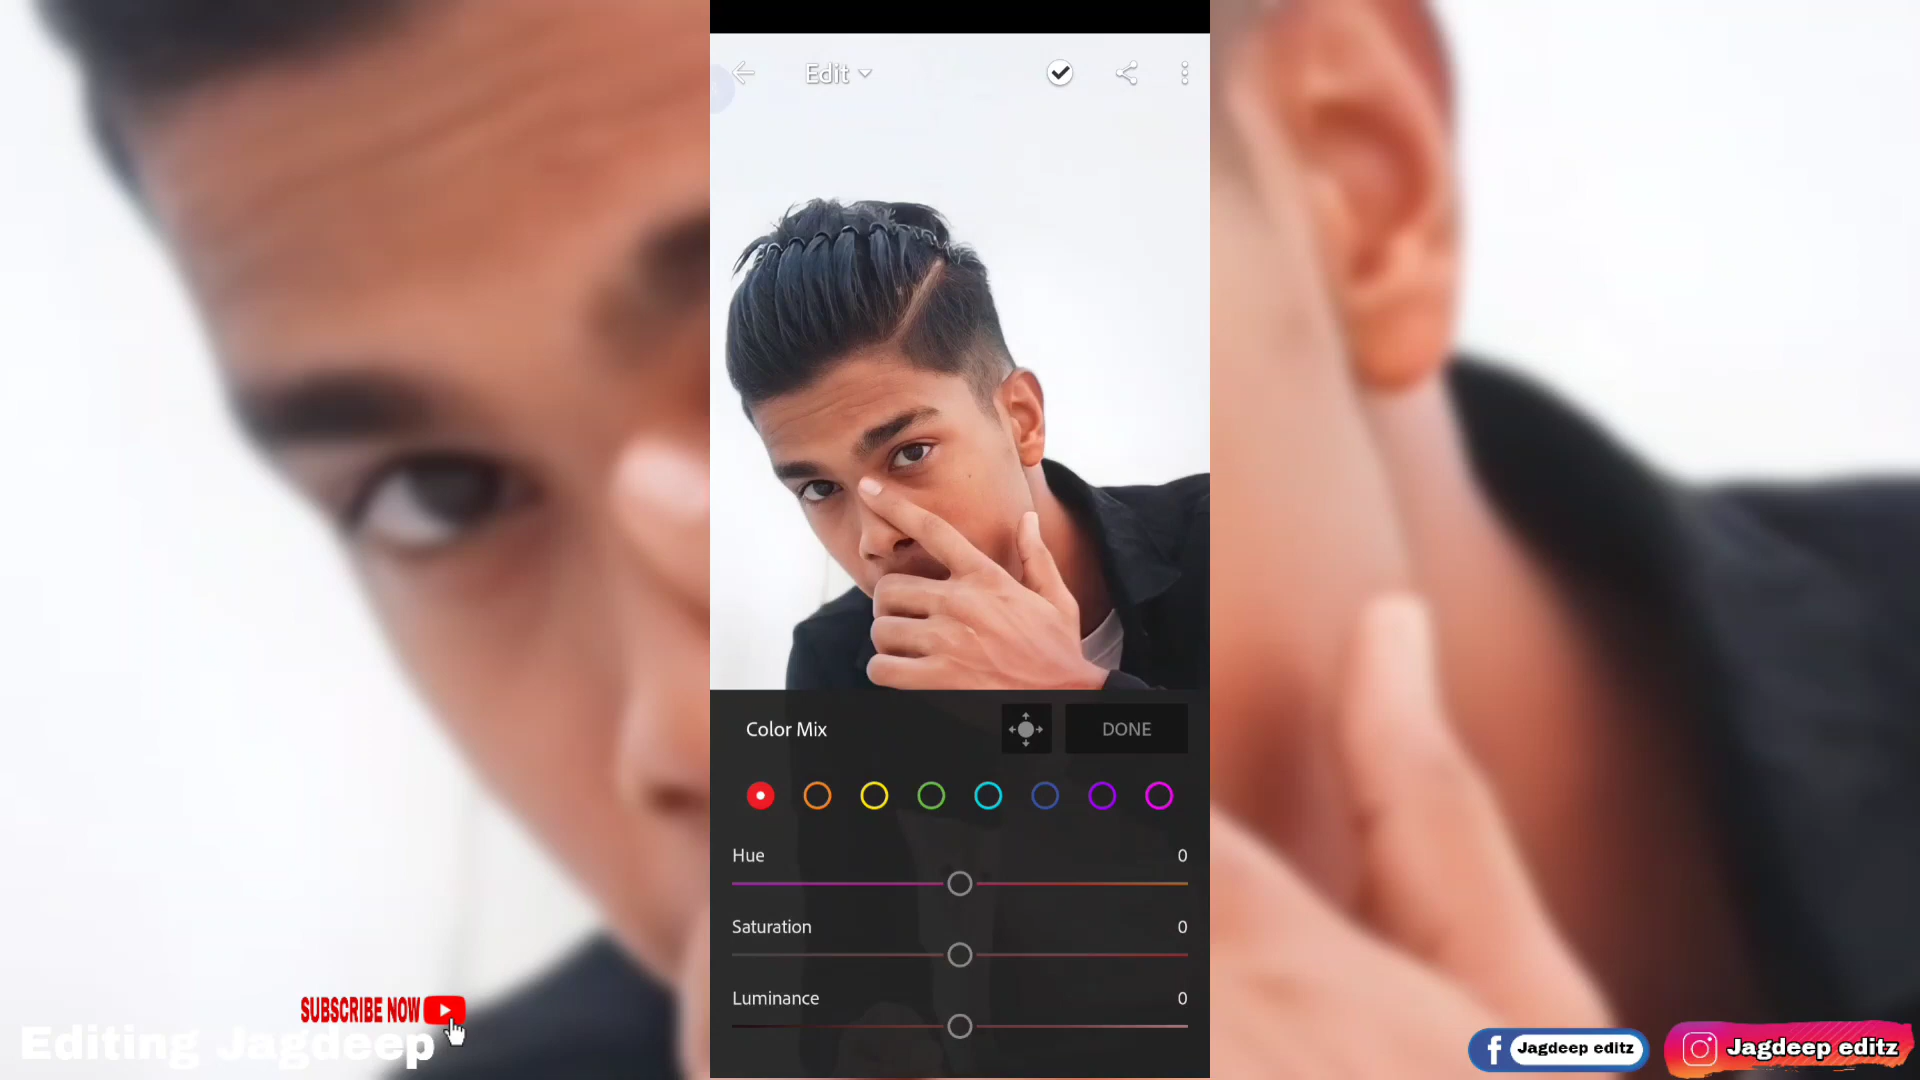 Edit
Color Mix
DONE
Hue 0
Saturation 0
Luminance 0
SUBSCRIBE NOW
Editing Jagdeep
Jagdeep editz
Jagdeep editz